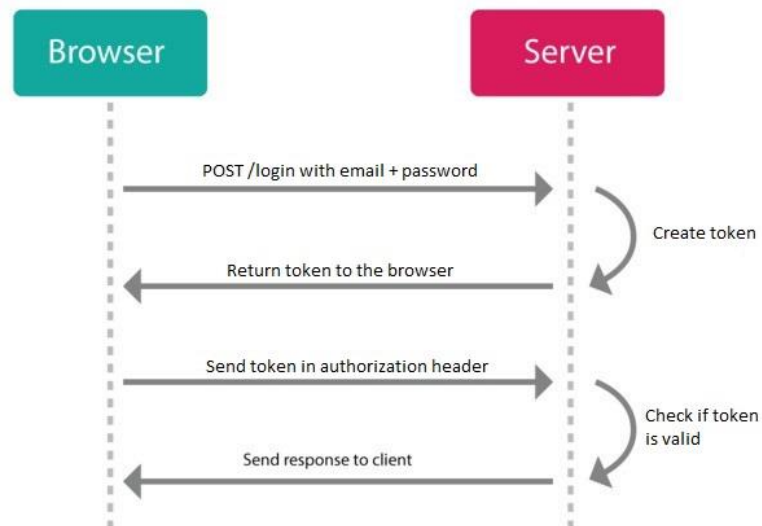 Browser
Server
POST /login with email + password
Create token
Return token to the browser
Send token in authorization header
Check if token
is valid
Send response to client